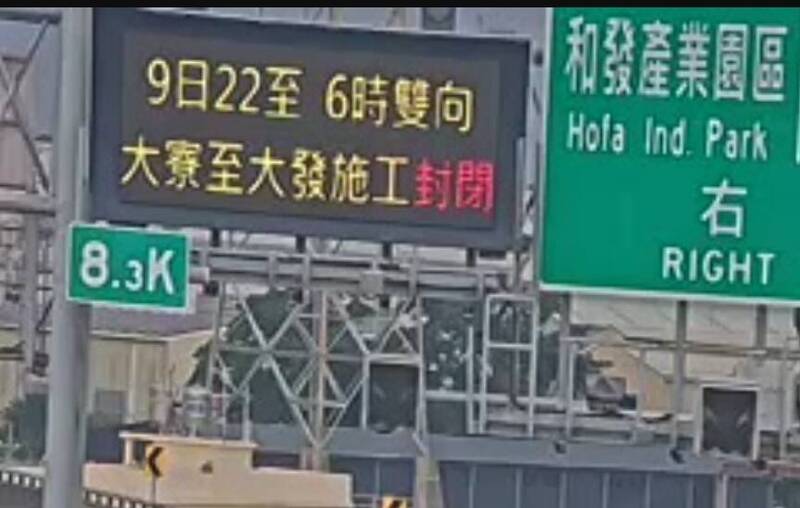 9日22至 6時雙向
大寮至大發施工封閉
8.3K
和發產業園區
Hofa Ind. Park
右
RIGHT